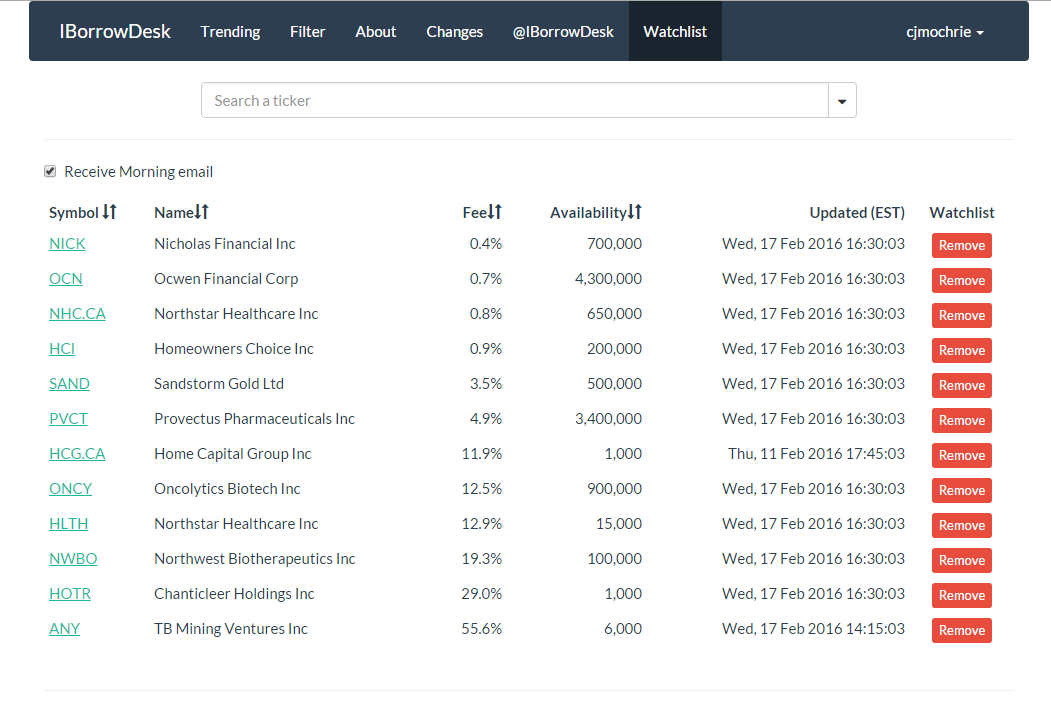 IBorrowDesk Trending Filter About Changes @IBorrowDesk Watchlist cjmochrie
Search a ticker
Receive Morning email
Symbol Name Fee Availability Updated (EST) Watchlist
NICK Nicholas Financial Inc 0.4% 700,000 Wed, 17 Feb 2016 16:30:03 Remove
OCN Ocwen Financial Corp 0.7% 4,300,000 Wed, 17 Feb 2016 16:30:03 Remove
NHC.CA Northstar Healthcare Inc 0.8% 650,000 Wed, 17 Feb 2016 16:30:03 Remove
HCI Homeowners Choice Inc 0.9% 200,000 Wed, 17 Feb 2016 16:30:03 Remove
SAND Sandstorm Gold Ltd 3.5% 500,000 Wed, 17 Feb 2016 16:30:03 Remove
PVCT Provectus Pharmaceuticals Inc 4.9% 3,400,000 Wed, 17 Feb 2016 16:30:03 Remove
HCG.CA Home Capital Group Inc 11.9% 1,000 Thu, 11 Feb 2016 17:45:03 Remove
ONCY Oncolytics Biotech Inc 12.5% 900,000 Wed, 17 Feb 2016 16:30:03 Remove
HLTH Northstar Healthcare Inc 12.9% 15,000 Wed, 17 Feb 2016 16:30:03 Remove
NWBO Northwest Biotherapeutics Inc 19.3% 100,000 Wed, 17 Feb 2016 16:30:03 Remove
HOTR Chanticleer Holdings Inc 29.0% 1,000 Wed, 17 Feb 2016 16:30:03 Remove
ANY TB Mining Ventures Inc 55.6% 6,000 Wed, 17 Feb 2016 14:15:03 Remove